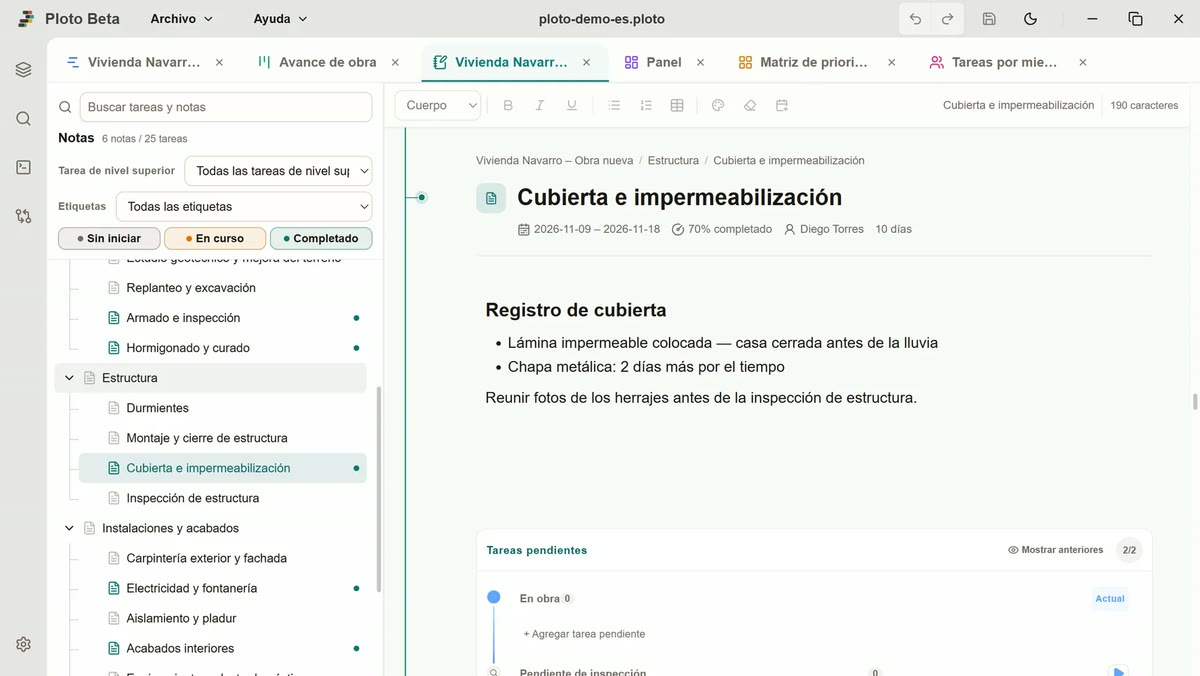 Ploto Beta
Archivo
Ayuda
ploto-demo-es.ploto
Vivienda Navarr...
Avance de obra
Vivienda Navarr...
Panel
Matriz de priori...
Tareas por mie...
Buscar tareas y notas
Notas 6 notas / 25 tareas
Tarea de nivel superior
Todas las tareas de nivel sup
Etiquetas
Todas las etiquetas
Sin iniciar
En curso
Completado
Estudio geotécnico y mejora del terreno
Replanteo y excavación
Armado e inspección
Hormigonado y curado
Estructura
Durmientes
Montaje y cierre de estructura
Cubierta e impermeabilización
Inspección de estructura
Instalaciones y acabados
Carpintería exterior y fachada
Electricidad y fontanería
Aislamiento y pladur
Acabados interiores
Cuerpo
B I U
Cubierta e impermeabilización
190 caracteres
Vivienda Navarro – Obra nueva / Estructura / Cubierta e impermeabilización
Cubierta e impermeabilización
2026-11-09 – 2026-11-18
70% completado
Diego Torres
10 días
Registro de cubierta
• Lámina impermeable colocada — casa cerrada antes de la lluvia
• Chapa metálica: 2 días más por el tiempo
Reunir fotos de los herrajes antes de la inspección de estructura.
Tareas pendientes
Mostrar anteriores
2/2
En obra 0
Actual
+ Agregar tarea pendiente
Pendiente de inspección
0